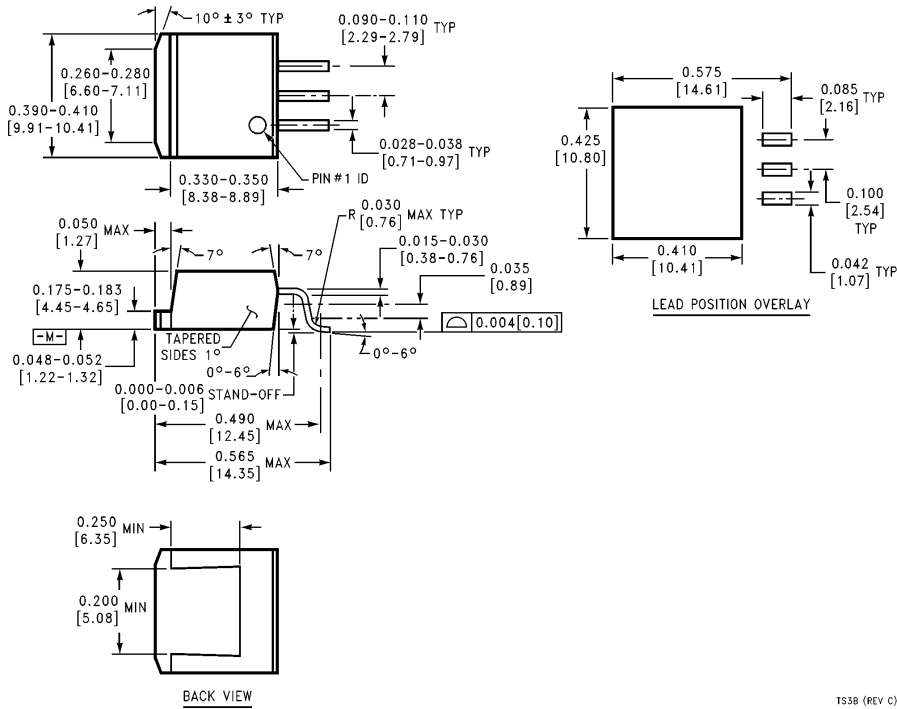 10° ± 3° TYP
0.090–0.110
[2.29–2.79] TYP
0.260–0.280
[6.60–7.11]
0.390–0.410
[9.91–10.41]
0.028–0.038
[0.71–0.97] TYP
PIN #1 ID
0.330–0.350
[8.38–8.89]
0.575
[14.61]
0.085
[2.16] TYP
0.425
[10.80]
0.100
[2.54]
TYP
0.410
[10.41]
0.042
[1.07] TYP
LEAD POSITION OVERLAY
0.050
[1.27] MAX
7°
7°
R 0.030
[0.76] MAX TYP
0.015–0.030
[0.38–0.76]
0.035
[0.89]
0.175–0.183
[4.45–4.65]
-M-
0.004[0.10]
TAPERED
SIDES 1°
0°–6°
0.048–0.052
[1.22–1.32]
0°–6°
0.000–0.006
[0.00–0.15] STAND-OFF
0.490
[12.45] MAX
0.565
[14.35] MAX
0.250
[6.35] MIN
0.200
[5.08] MIN
BACK VIEW
TS3B (REV C)